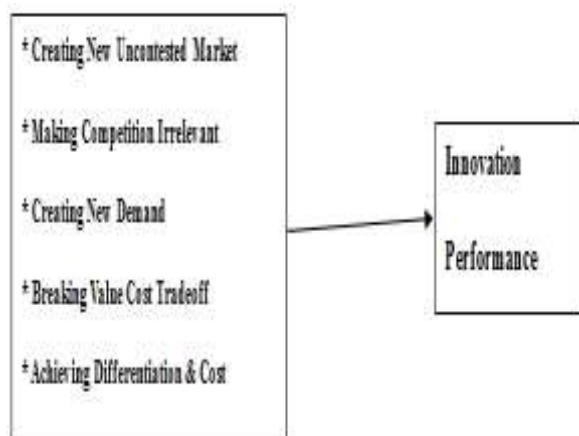 * Creating New Uncontested Market
* Making Competition Irrelevant
* Creating New Demand
* Breaking Value Cost Tradeoff
* Achieving Differentiation & Cost
Innovation
Performance